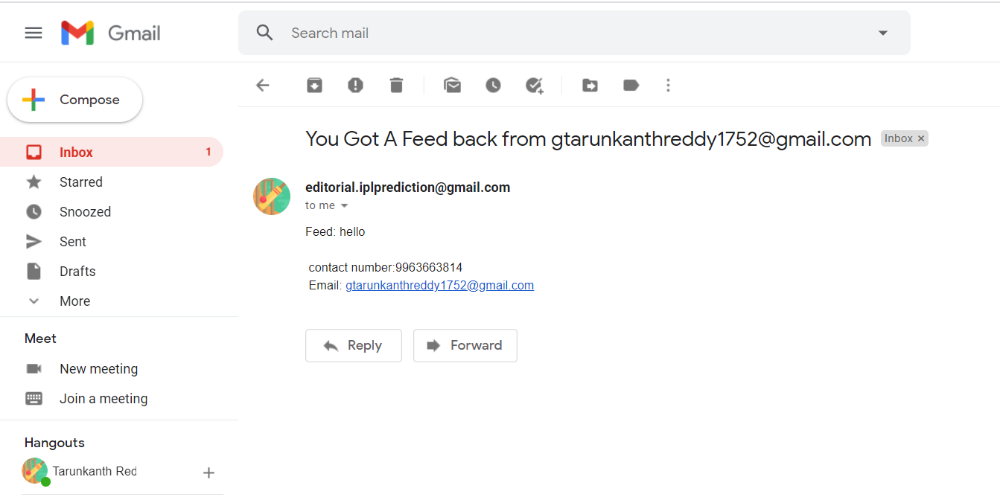 Gmail
Search mail
Compose
Inbox 1
Starred
Snoozed
Sent
Drafts
More
Meet
New meeting
Join a meeting
Hangouts
Tarunkanth Red
You Got A Feed back from gtarunkanthreddy1752@gmail.com Inbox ×
editorial.iplprediction@gmail.com
to me
Feed: hello
contact number:9963663814
Email: gtarunkanthreddy1752@gmail.com
Reply Forward